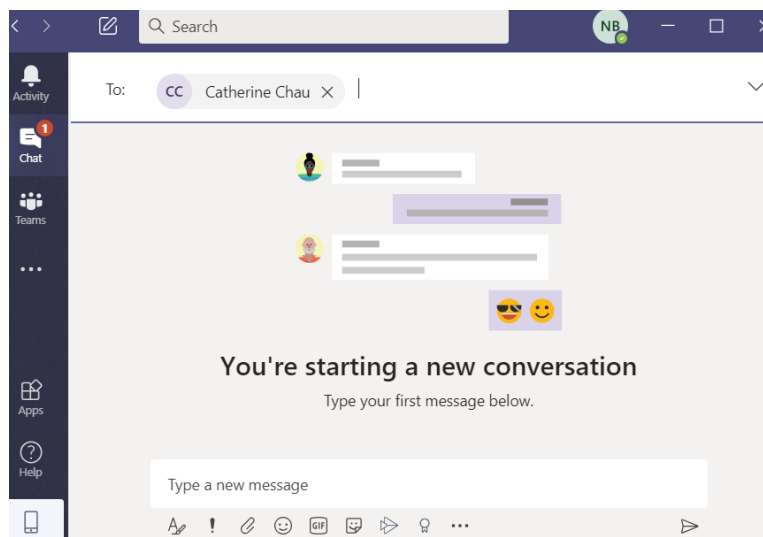 Search
NB
Activity
To:
CC Catherine Chau
1
Chat
Teams
You're starting a new conversation
Type your first message below.
Apps
Help
Type a new message
GIF